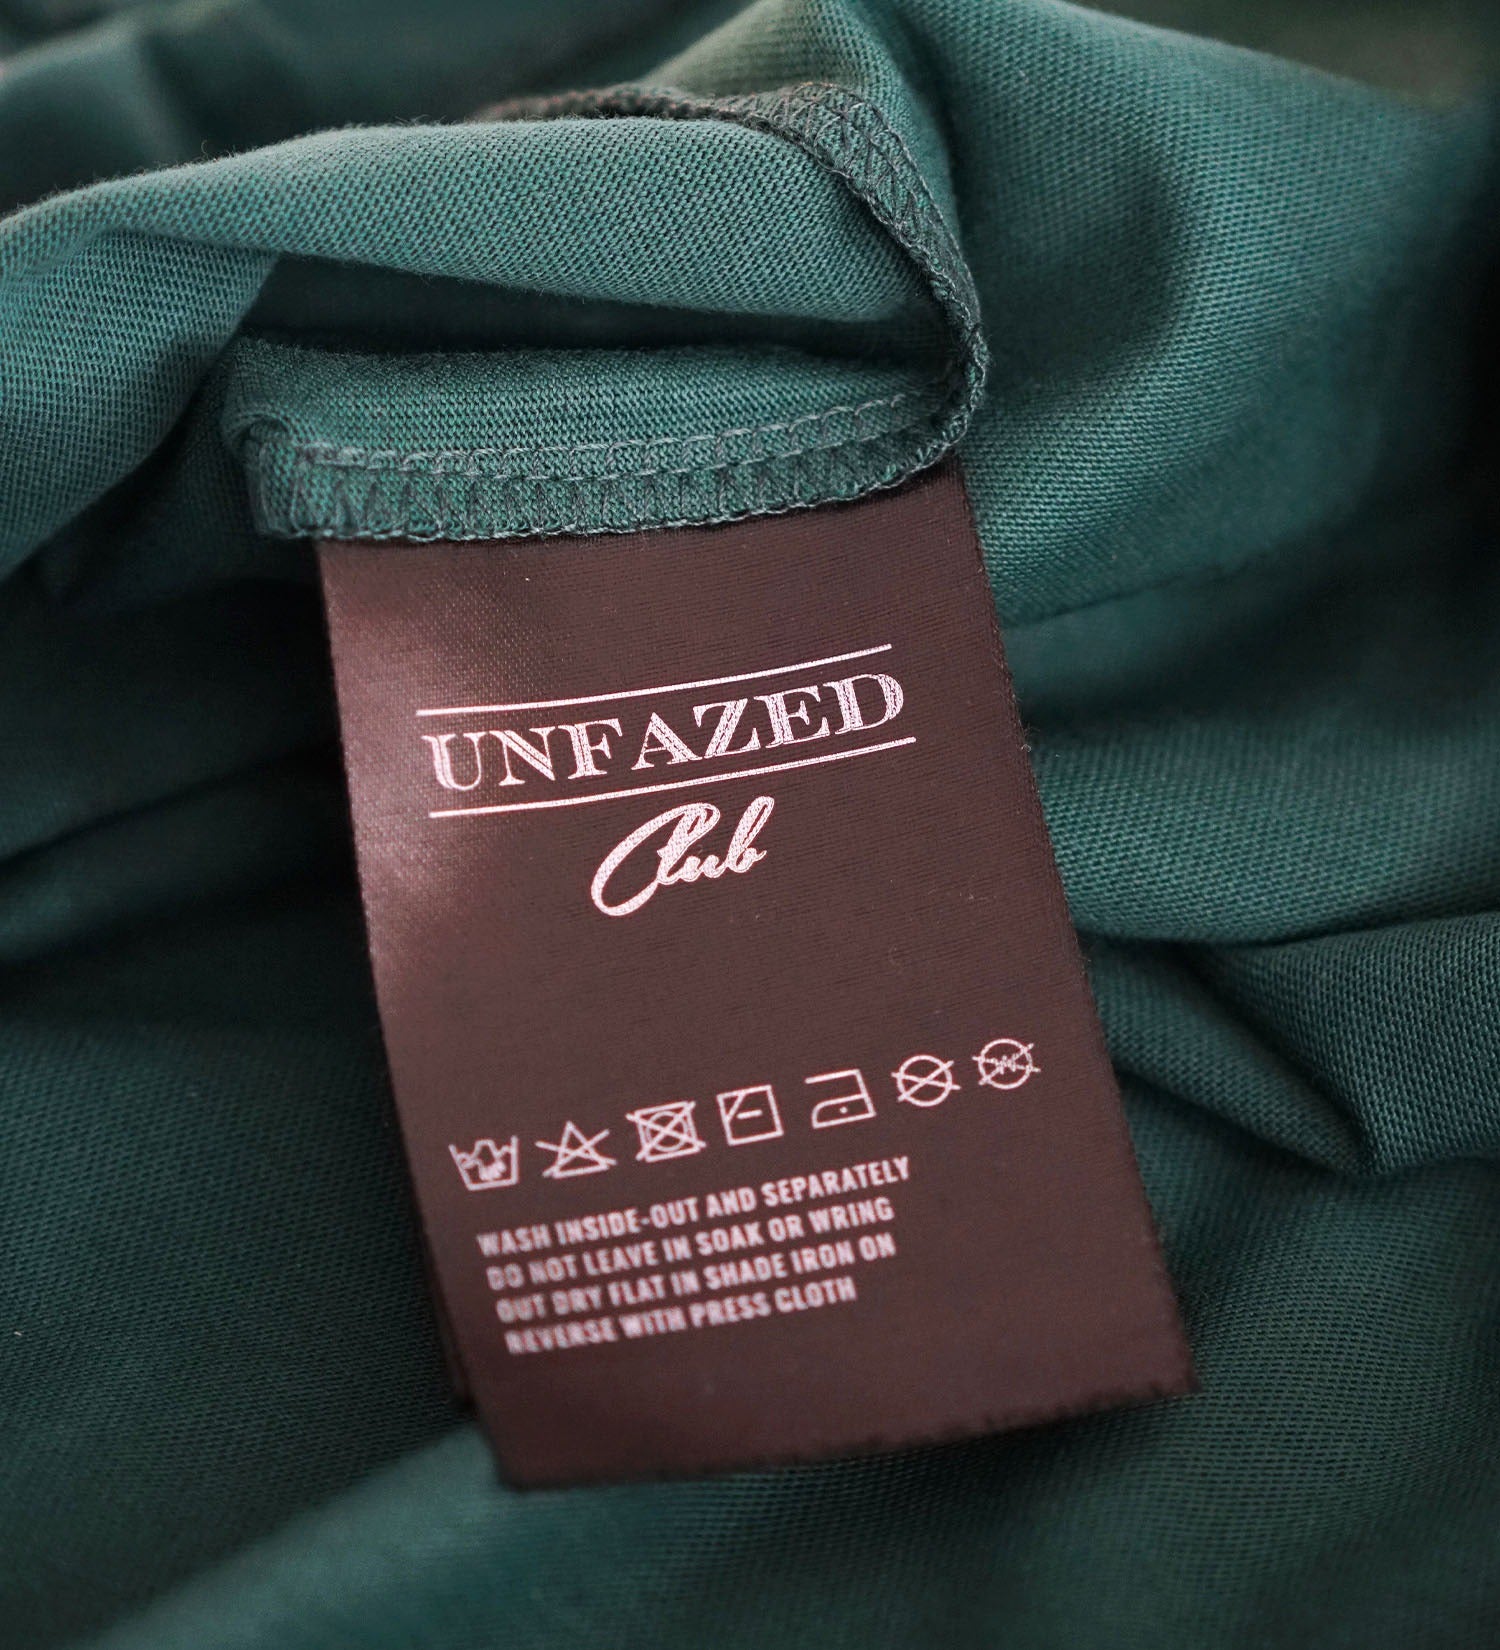 UNFAZED
Club
WASH INSIDE-OUT AND SEPARATELY
DO NOT LEAVE IN SOAK OR WRING
OUT DRY FLAT IN SHADE IRON ON
REVERSE WITH PRESS CLOTH